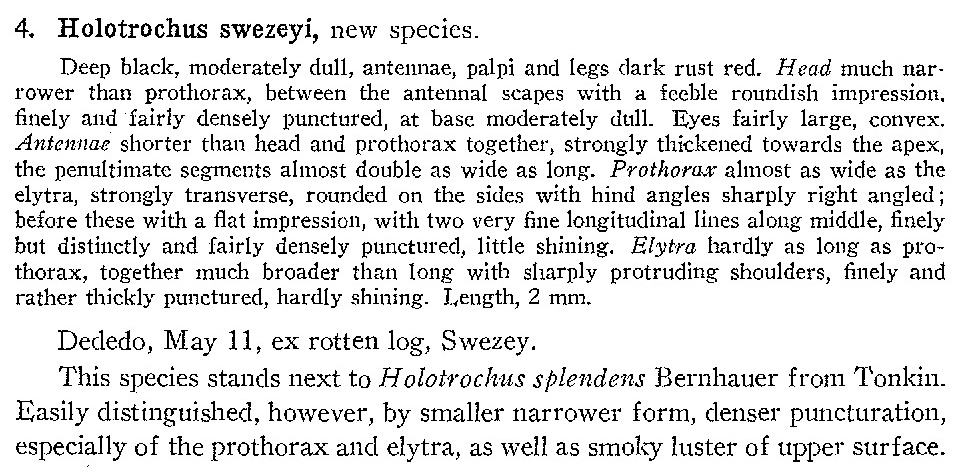 4. Holotrochus swezeyi, new species.
Deep black, moderately dull, antennae, palpi and legs dark rust red. Head much nar-
rower than prothorax, between the antennal scapes with a feeble roundish impression,
finely and fairly densely punctured, at base moderately dull. Eyes fairly large, convex.
Antennae shorter than head and prothorax together, strongly thickened towards the apex,
the penultimate segments almost double as wide as long. Prothorax almost as wide as the
elytra, strongly transverse, rounded on the sides with hind angles sharply right angled;
before these with a flat impression, with two very fine longitudinal lines along middle, finely
but distinctly and fairly densely punctured, little shining. Elytra hardly as long as pro-
thorax, together much broader than long with sharply protruding shoulders, finely and
rather thickly punctured, hardly shining. Length, 2 mm.
Dededo, May 11, ex rotten log, Swezey.
This species stands next to Holotrochus splendens Bernhauer from Tonkin.
Easily distinguished, however, by smaller narrower form, denser puncturation,
especially of the prothorax and elytra, as well as smoky luster of upper surface.